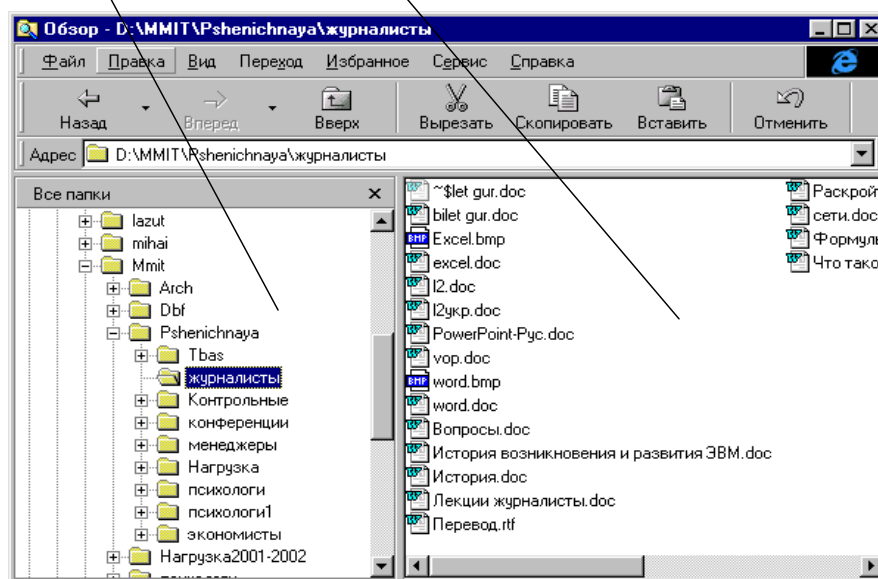 Обзор - D:\MMIT\Pshenichnaya\журналисты
Файл Правка Вид Переход Избранное Сервис Справка
Назад Вперед Вверх Вырезать Скопировать Вставить Отменить
Адрес D:\MMIT\Pshenichnaya\журналисты
Все папки
lazut
mihai
Mmit
Arch
Dbf
Pshenichnaya
Tbas
журналисты
Контрольные
конференции
менеджеры
Нагрузка
психологи
психологи1
экономисты
Нагрузка2001-2002
~$let gur.doc
bilet gur.doc
Excel.bmp
excel.doc
l2.doc
l2укр.doc
PowerPoint-Рус.doc
vop.doc
word.bmp
word.doc
Вопросы.doc
История возникновения и развития ЭВМ.doc
История.doc
Лекции журналисты.doc
Перевод.rtf
Раскрой
сети.doc
Формулы
Что тако